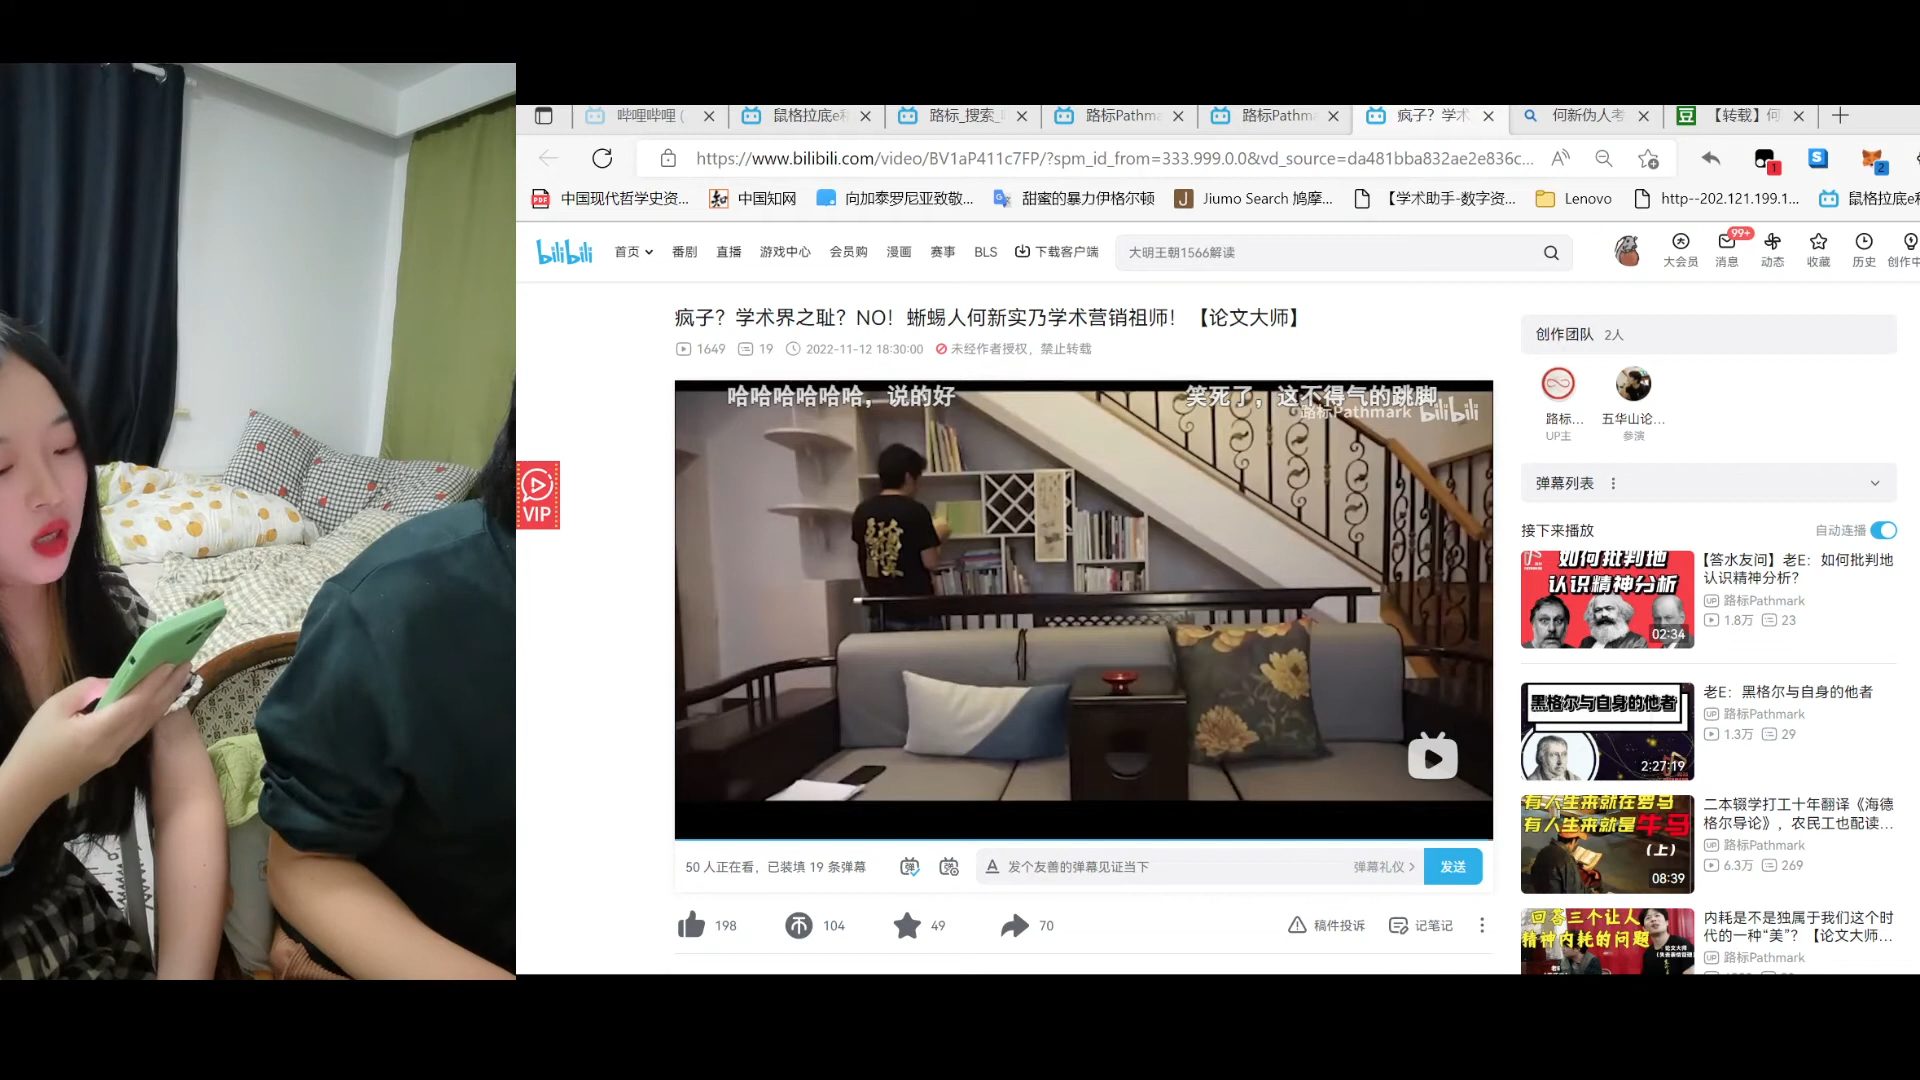 哔哩哔哩 (
鼠格拉底e和
路标_搜索_
路标Pathma
路标Pathma
疯子？学术
何新伪人考
【转载】何
https://www.bilibili.com/video/BV1aP411c7FP/?spm_id_from=333.999.0.0&vd_source=da481bba832ae2e836c...
中国现代哲学史资...
中国知网
向加泰罗尼亚致敬...
甜蜜的暴力伊格尔顿
Jiumo Search 鸠摩...
【学术助手-数字资...
Lenovo
http--202.121.199.1...
鼠格拉底e和
bilibili
首页
番剧
直播
游戏中心
会员购
漫画
赛事
BLS
下载客户端
大明王朝1566解读
大会员
99+
消息
动态
收藏
历史
创作中
疯子？学术界之耻？NO！蜥蜴人何新实乃学术营销祖师！【论文大师】
1649
19
2022-11-12 18:30:00
未经作者授权，禁止转载
哈哈哈哈哈哈，说的好
笑死了，这不得气的跳脚
路标Pathmark bilibili
VIP
50 人正在看，已装填 19 条弹幕
发个友善的弹幕见证当下
弹幕礼仪
发送
198
104
49
70
稿件投诉
记笔记
创作团队 2人
路标...
UP主
五华山论...
参演
弹幕列表
接下来播放
自动连播
如何批判地
认识精神分析
02:34
【答水友问】老E：如何批判地
认识精神分析？
路标Pathmark
1.8万 23
黑格尔与自身的他者
2:27:19
老E：黑格尔与自身的他者
路标Pathmark
1.3万 29
有人生来就在罗马
有人生来就是牛马
（上）
08:39
二本辍学打工十年翻译《海德
格尔导论》，农民工也配读...
路标Pathmark
6.3万 269
回答三个让人
精神内耗的问题
内耗是不是独属于我们这个时
代的一种“美”？【论文大师...
路标Pathmark